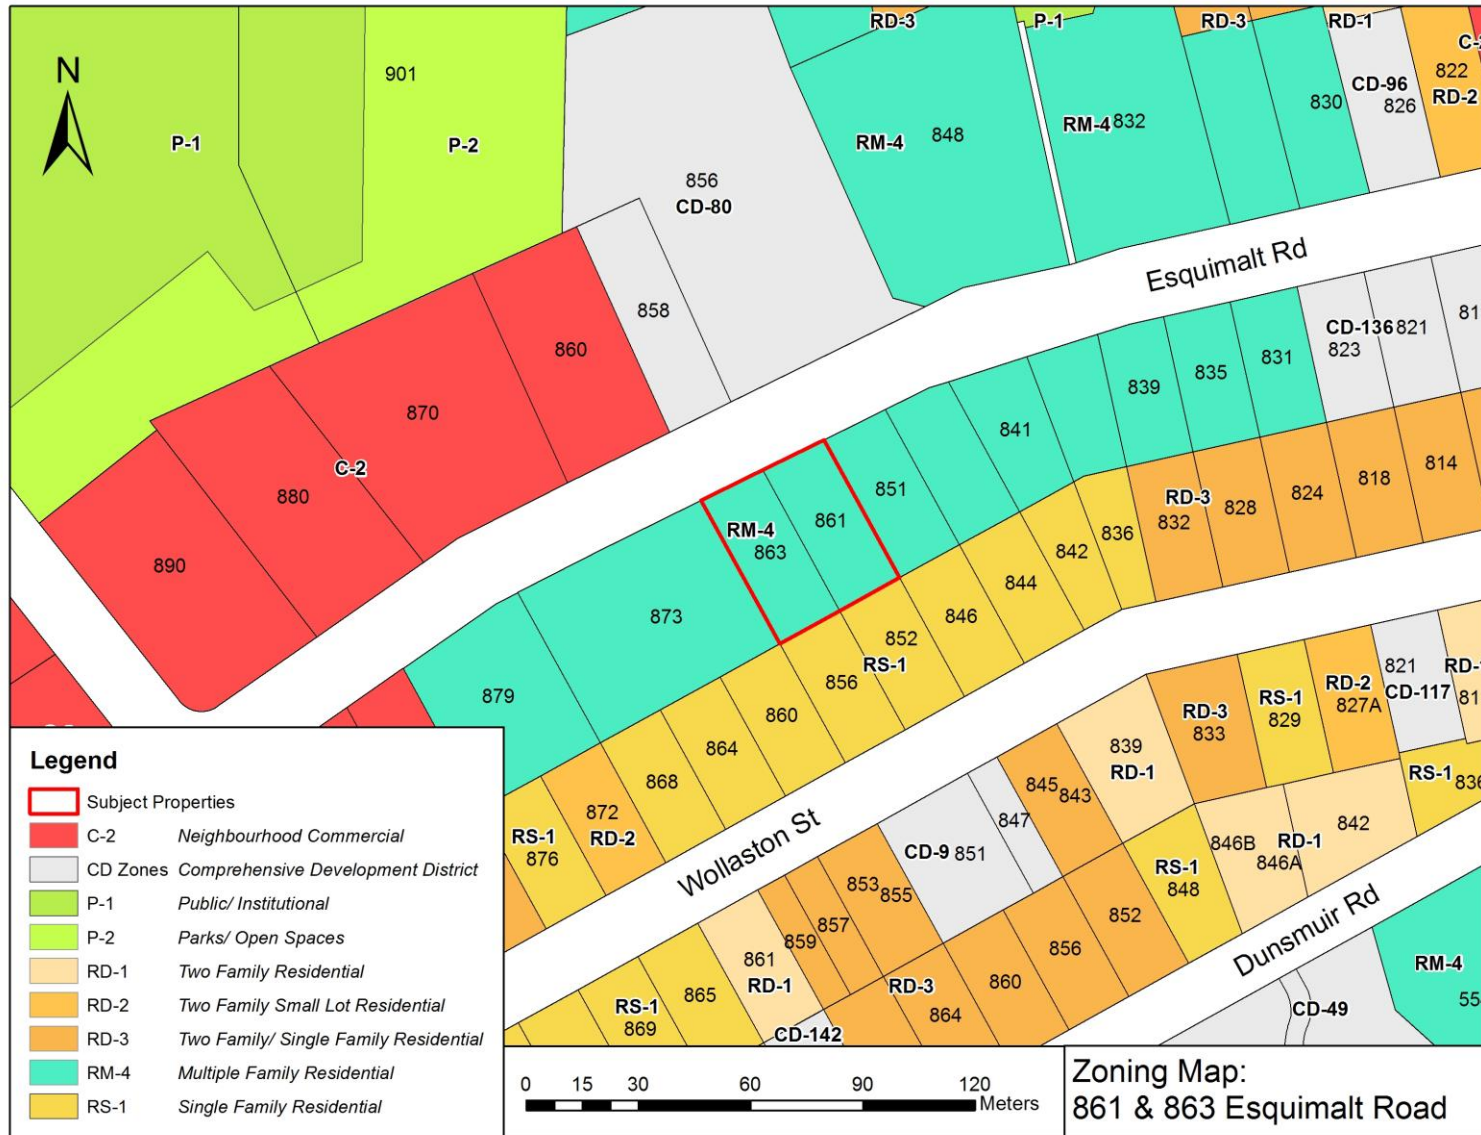 RD-3
P-1
RD-3
RD-1
N
901
P-1
P-2
CD-96
826
822
RD-2
830
RM-4 832
RM-4 848
856
CD-80
858
860
870
C-2
880
890
Esquimalt Rd
CD-136 821
823
831
835
839
841
851
861
RM-4
863
873
879
814
818
824
828
RD-3
832
836
842
844
846
852
RS-1
856
860
864
868
872
RD-2
RS-1
876
Wollaston St
821
CD-117
RD-2
827A
RS-1
829
RD-3
833
839
RD-1
845 843
847
CD-9 851
853
855
857
859
861
RD-1
865
RS-1
869
CD-142
RS-1
836
842
RD-1
846B
846A
RS-1
848
852
856
860
RD-3
864
Dunsmuir Rd
RM-4
CD-49
Legend
Subject Properties
C-2 Neighbourhood Commercial
CD Zones Comprehensive Development District
P-1 Public/ Institutional
P-2 Parks/ Open Spaces
RD-1 Two Family Residential
RD-2 Two Family Small Lot Residential
RD-3 Two Family/ Single Family Residential
RM-4 Multiple Family Residential
RS-1 Single Family Residential
0 15 30 60 90 120
Meters
Zoning Map:
861 & 863 Esquimalt Road